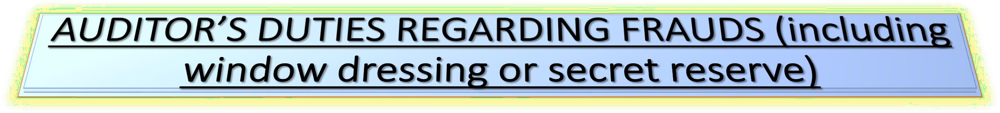 AUDITOR’S DUTIES REGARDING FRAUDS (including
window dressing or secret reserve)